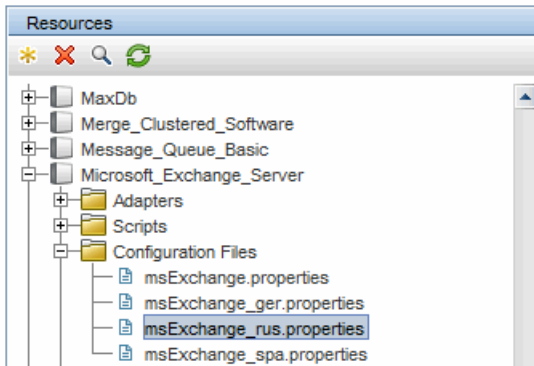 Resources
MaxDb
Merge_Clustered_Software
Message_Queue_Basic
Microsoft_Exchange_Server
Adapters
Scripts
Configuration Files
msExchange.properties
msExchange_ger.properties
msExchange_rus.properties
msExchange_spa.properties